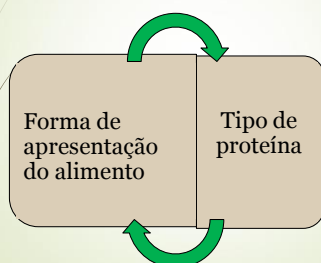 Forma de
apresentação
do alimento
Tipo de
proteína